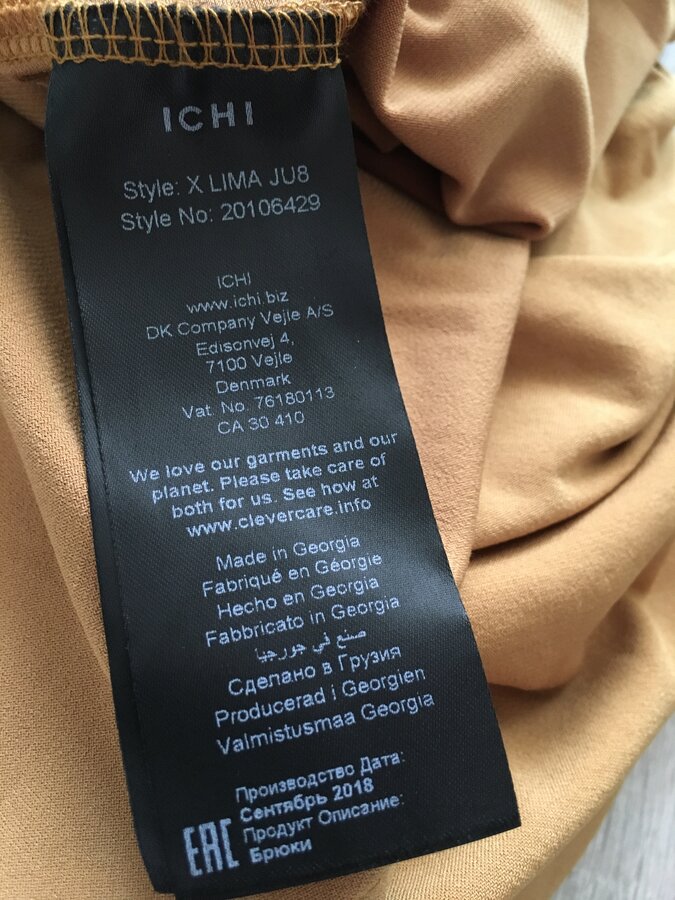 ICHI
Style: X LIMA JU8
Style No: 20106429
ICHI
www.ichi.biz
DK Company Vejle A/S
Edisonvej 4,
7100 Vejle
Denmark
Vat. No. 76180113
CA 30 410
We love our garments and our
planet. Please take care of
both for us. See how at
www.clevercare.info
Made in Georgia
Fabriqué en Géorgie
Hecho en Georgia
Fabbricato in Georgia
صنع في جورجيا
Сделано в Грузия
Producerad i Georgien
Valmistusmaa Georgia
Производство Дата:
Сентябрь 2018
Продукт Описание:
Брюки
EAC